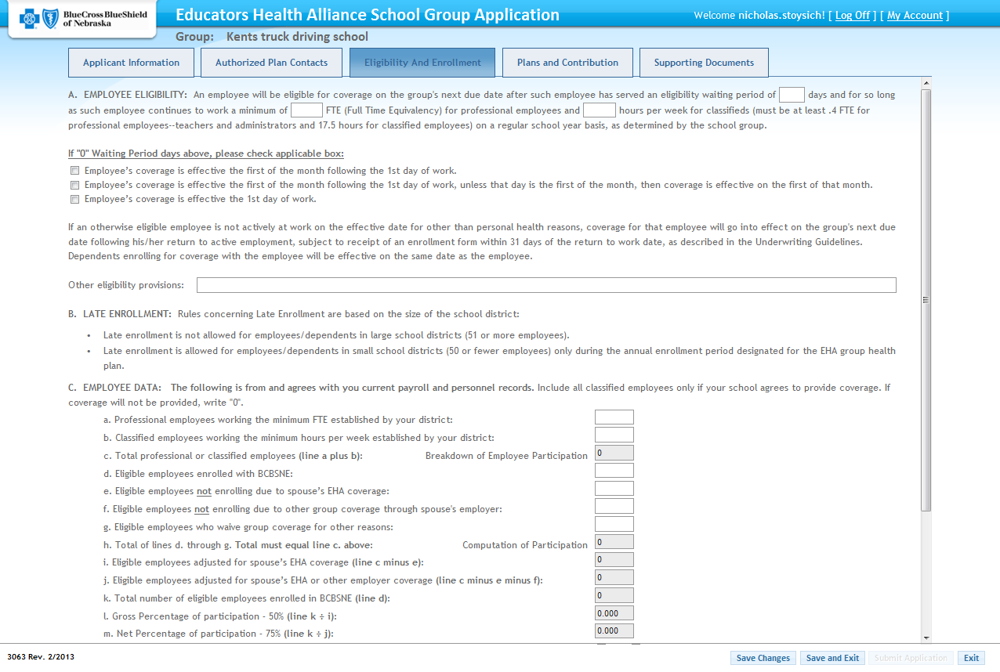 BlueCross BlueShield
of Nebraska
Educators Health Alliance School Group Application
Welcome nicholas.stoysich! [ Log Off ] [ My Account ]
Group: Kents truck driving school
Applicant Information
Authorized Plan Contacts
Eligibility And Enrollment
Plans and Contribution
Supporting Documents
A. EMPLOYEE ELIGIBILITY: An employee will be eligible for coverage on the group's next due date after such employee has served an eligibility waiting period of days and for so long
as such employee continues to work a minimum of FTE (Full Time Equivalency) for professional employees and hours per week for classifieds (must be at least .4 FTE for
professional employees--teachers and administrators and 17.5 hours for classified employees) on a regular school year basis, as determined by the school group.
If "0" Waiting Period days above, please check applicable box:
Employee's coverage is effective the first of the month following the 1st day of work.
Employee's coverage is effective the first of the month following the 1st day of work, unless that day is the first of the month, then coverage is effective on the first of that month.
Employee's coverage is effective the 1st day of work.
If an otherwise eligible employee is not actively at work on the effective date for other than personal health reasons, coverage for that employee will go into effect on the group's next due
date following his/her return to active employment, subject to receipt of an enrollment form within 31 days of the return to work date, as described in the Underwriting Guidelines.
Dependents enrolling for coverage with the employee will be effective on the same date as the employee.
Other eligibility provisions:
B. LATE ENROLLMENT: Rules concerning Late Enrollment are based on the size of the school district:
• Late enrollment is not allowed for employees/dependents in large school districts (51 or more employees).
• Late enrollment is allowed for employees/dependents in small school districts (50 or fewer employees) only during the annual enrollment period designated for the EHA group health
plan.
C. EMPLOYEE DATA: The following is from and agrees with you current payroll and personnel records. Include all classified employees only if your school agrees to provide coverage. If
coverage will not be provided, write "0".
a. Professional employees working the minimum FTE established by your district:
b. Classified employees working the minimum hours per week established by your district:
c. Total professional or classified employees (line a plus b): Breakdown of Employee Participation 0
d. Eligible employees enrolled with BCBSNE:
e. Eligible employees not enrolling due to spouse's EHA coverage:
f. Eligible employees not enrolling due to other group coverage through spouse's employer:
g. Eligible employees who waive group coverage for other reasons:
h. Total of lines d. through g. Total must equal line c. above: Computation of Participation 0
i. Eligible employees adjusted for spouse's EHA coverage (line c minus e): 0
j. Eligible employees adjusted for spouse's EHA or other employer coverage (line c minus e minus f): 0
k. Total number of eligible employees enrolled in BCBSNE (line d): 0
l. Gross Percentage of participation - 50% (line k ÷ i): 0.000
m. Net Percentage of participation - 75% (line k ÷ j): 0.000
3063 Rev. 2/2013
Save Changes
Save and Exit
Submit Application
Exit